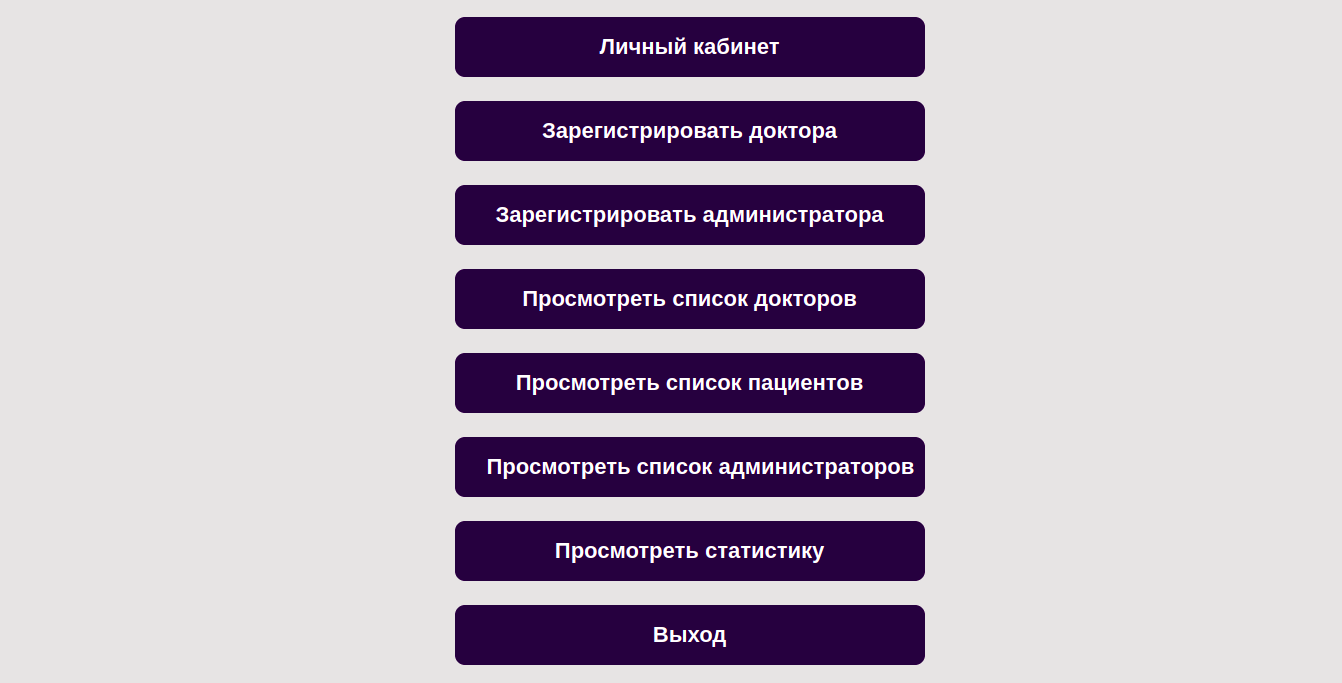 Личный кабинет
Зарегистрировать доктора
Зарегистрировать администратора
Просмотреть список докторов
Просмотреть список пациентов
Просмотреть список администраторов
Просмотреть статистику
Выход